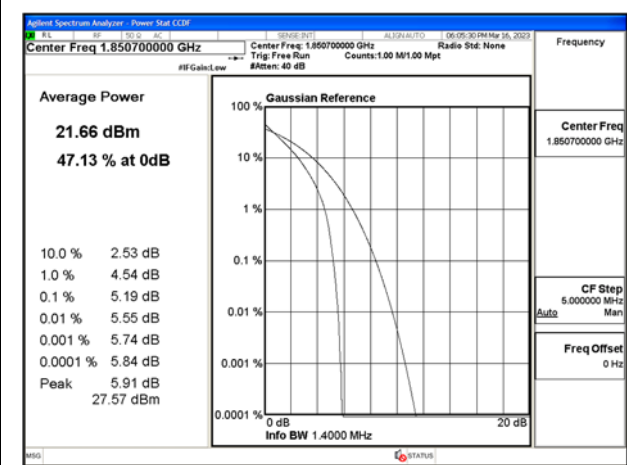 Agilent Spectrum Analyzer - Power Stat CCDF
RL RF 50 Ω AC SENSE:INT ALIGN AUTO 06:05:30 PM Mar 16, 2023
Center Freq 1.850700000 GHz
Center Freq: 1.850700000 GHz Radio Std: None
Trig: Free Run Counts:1.00 M/1.00 Mpt
#IFGain:Low #Atten: 40 dB
Frequency
Average Power
21.66 dBm
47.13 % at 0dB
10.0 % 2.53 dB
1.0 % 4.54 dB
0.1 % 5.19 dB
0.01 % 5.55 dB
0.001 % 5.74 dB
0.0001 % 5.84 dB
Peak 5.91 dB
27.57 dBm
Gaussian Reference
100 %
10 %
1 %
0.1 %
0.01 %
0.001 %
0.0001 %
0 dB 20 dB
Info BW 1.4000 MHz
Center Freq
1.850700000 GHz
CF Step
5.000000 MHz
Auto Man
Freq Offset
0 Hz
MSG STATUS